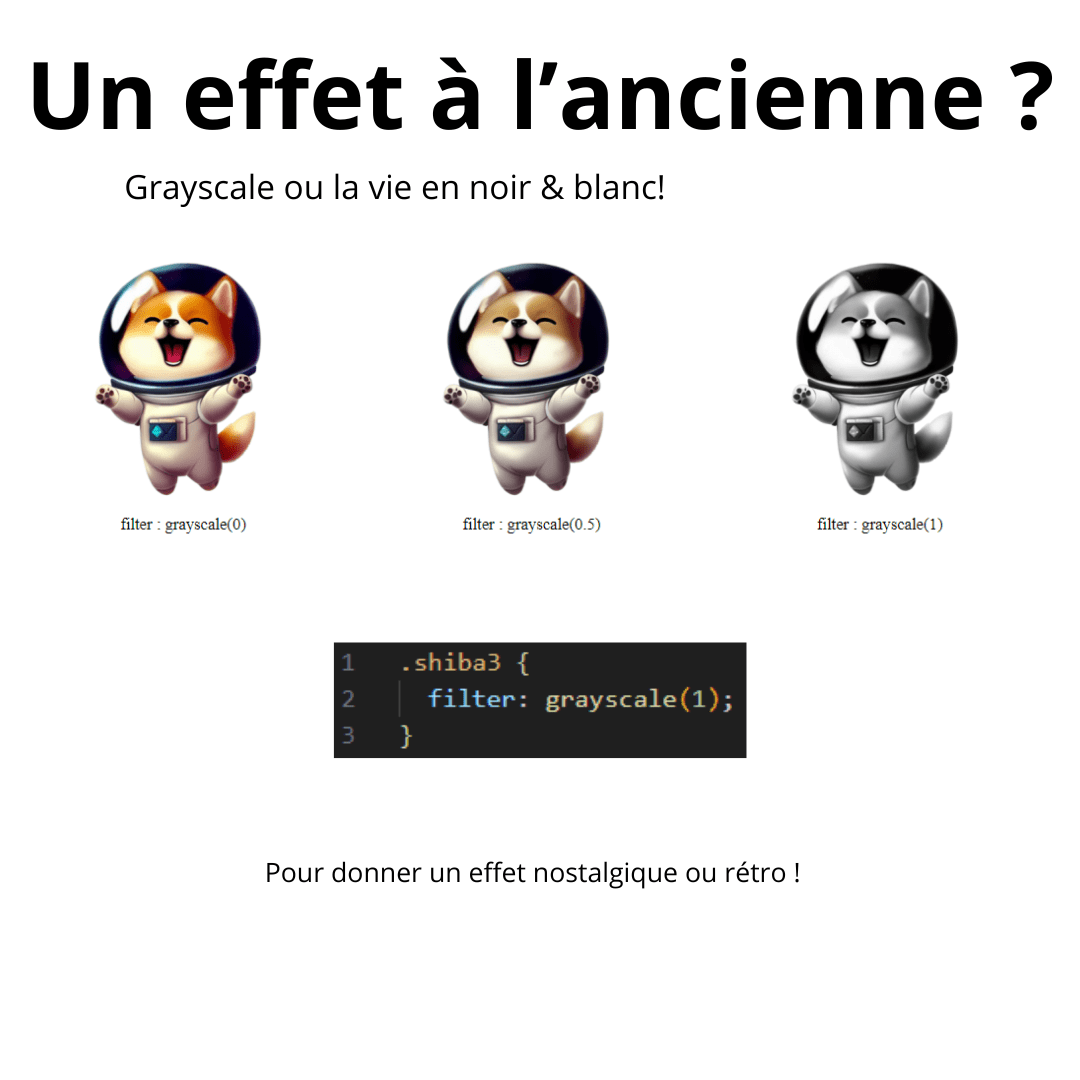 Un effet à l’ancienne ?
Grayscale ou la vie en noir & blanc!
filter : grayscale(0)
filter : grayscale(0.5)
filter : grayscale(1)
1 .shiba3 {
2 filter: grayscale(1);
3 }
Pour donner un effet nostalgique ou rétro !